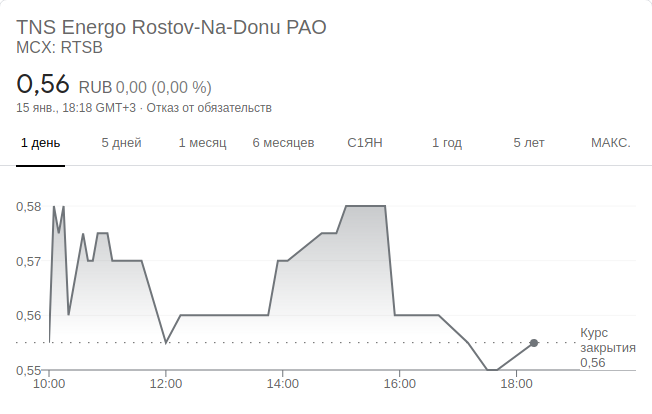 TNS Energo Rostov-Na-Donu PAO
MCX: RTSB
0,56 RUB 0,00 (0,00 %)
15 янв., 18:18 GMT+3 · Отказ от обязательств
1 день 5 дней 1 месяц 6 месяцев С1ЯН 1 год 5 лет МАКС.
0,58
0,57
0,56
0,55
Курс
закрытия
0,56
10:00 12:00 14:00 16:00 18:00